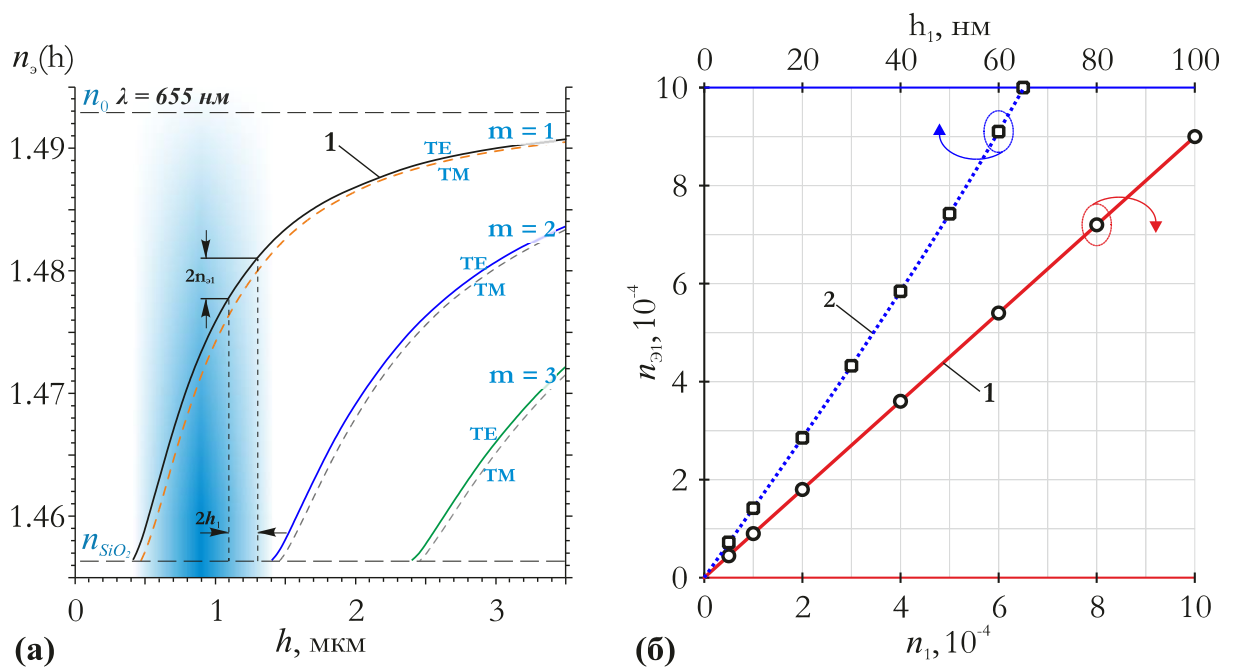 nэ(h)
n0 λ = 655 нм
1.49
1.48
1.47
1.46
1
TE
TM
m = 1
m = 2
TE
TM
m = 3
TE
TM
2nэ1
2h1
nSiO2
0
1
2
3
h, мкм
(а)
h1, нм
0
20
40
60
80
100
10
8
6
4
2
0
nЭ1, 10-4
2
1
0
2
4
6
8
10
n1, 10-4
(б)